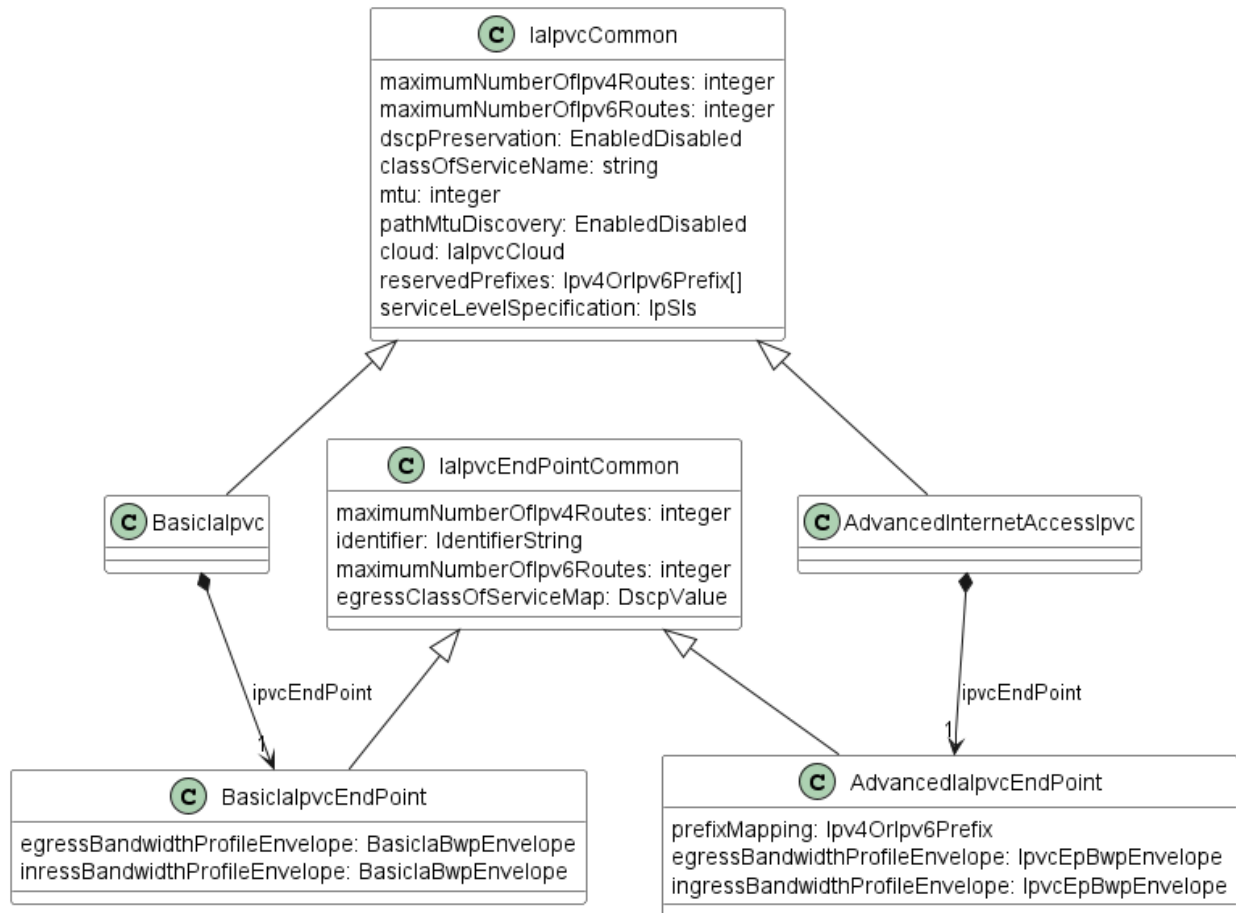 C IaIpvcCommon
maximumNumberOfIpv4Routes: integer
maximumNumberOfIpv6Routes: integer
dscpPreservation: EnabledDisabled
classOfServiceName: string
mtu: integer
pathMtuDiscovery: EnabledDisabled
cloud: IaIpvcCloud
reservedPrefixes: Ipv4OrIpv6Prefix[]
serviceLevelSpecification: IpSls
C IaIpvcEndPointCommon
maximumNumberOfIpv4Routes: integer
identifier: IdentifierString
maximumNumberOfIpv6Routes: integer
egressClassOfServiceMap: DscpValue
C BasicIaIpvc
C AdvancedInternetAccessIpvc
ipvcEndPoint
1
ipvcEndPoint
1
C BasicIaIpvcEndPoint
egressBandwidthProfileEnvelope: BasicIaBwpEnvelope
inressBandwidthProfileEnvelope: BasicIaBwpEnvelope
C AdvancedIaIpvcEndPoint
prefixMapping: Ipv4OrIpv6Prefix
egressBandwidthProfileEnvelope: IpvcEpBwpEnvelope
ingressBandwidthProfileEnvelope: IpvcEpBwpEnvelope